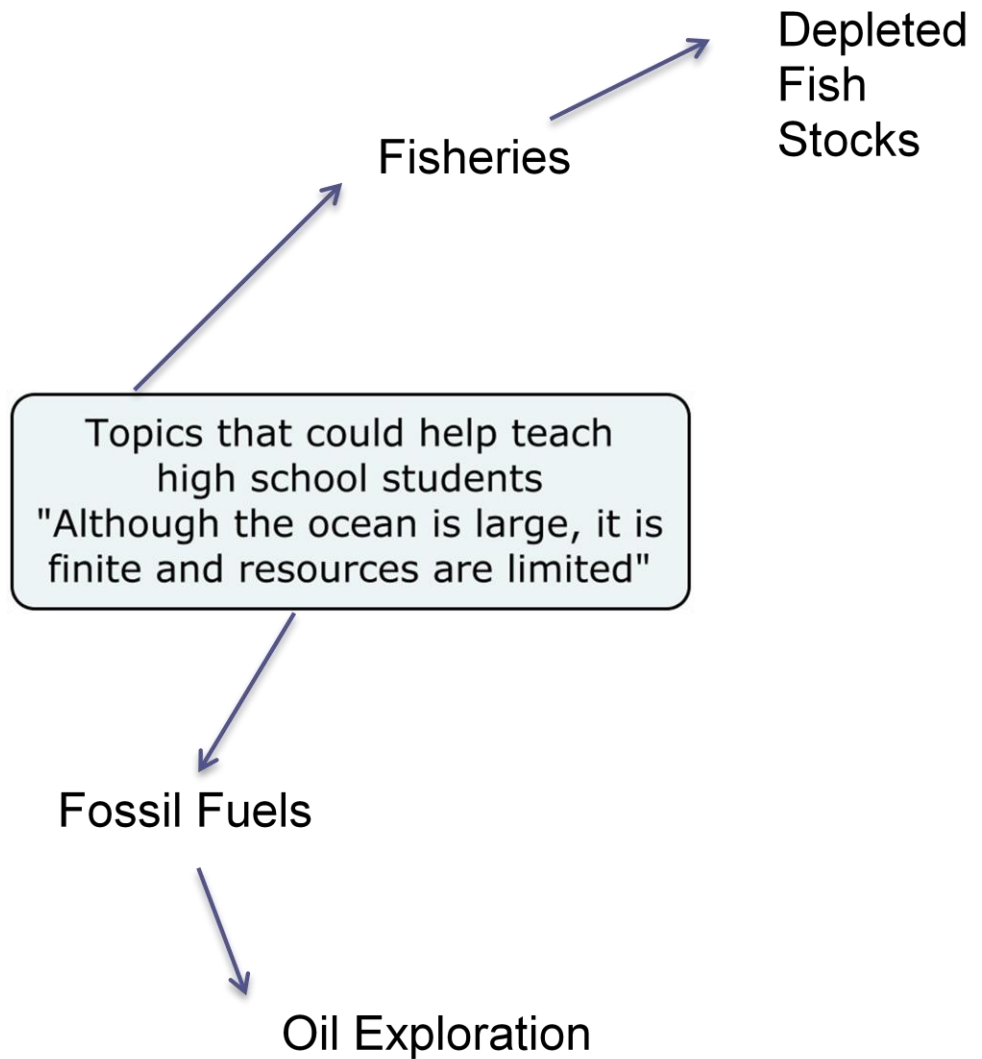 Depleted
Fish
Stocks
Fisheries
Topics that could help teach
high school students
"Although the ocean is large, it is
finite and resources are limited"
Fossil Fuels
Oil Exploration